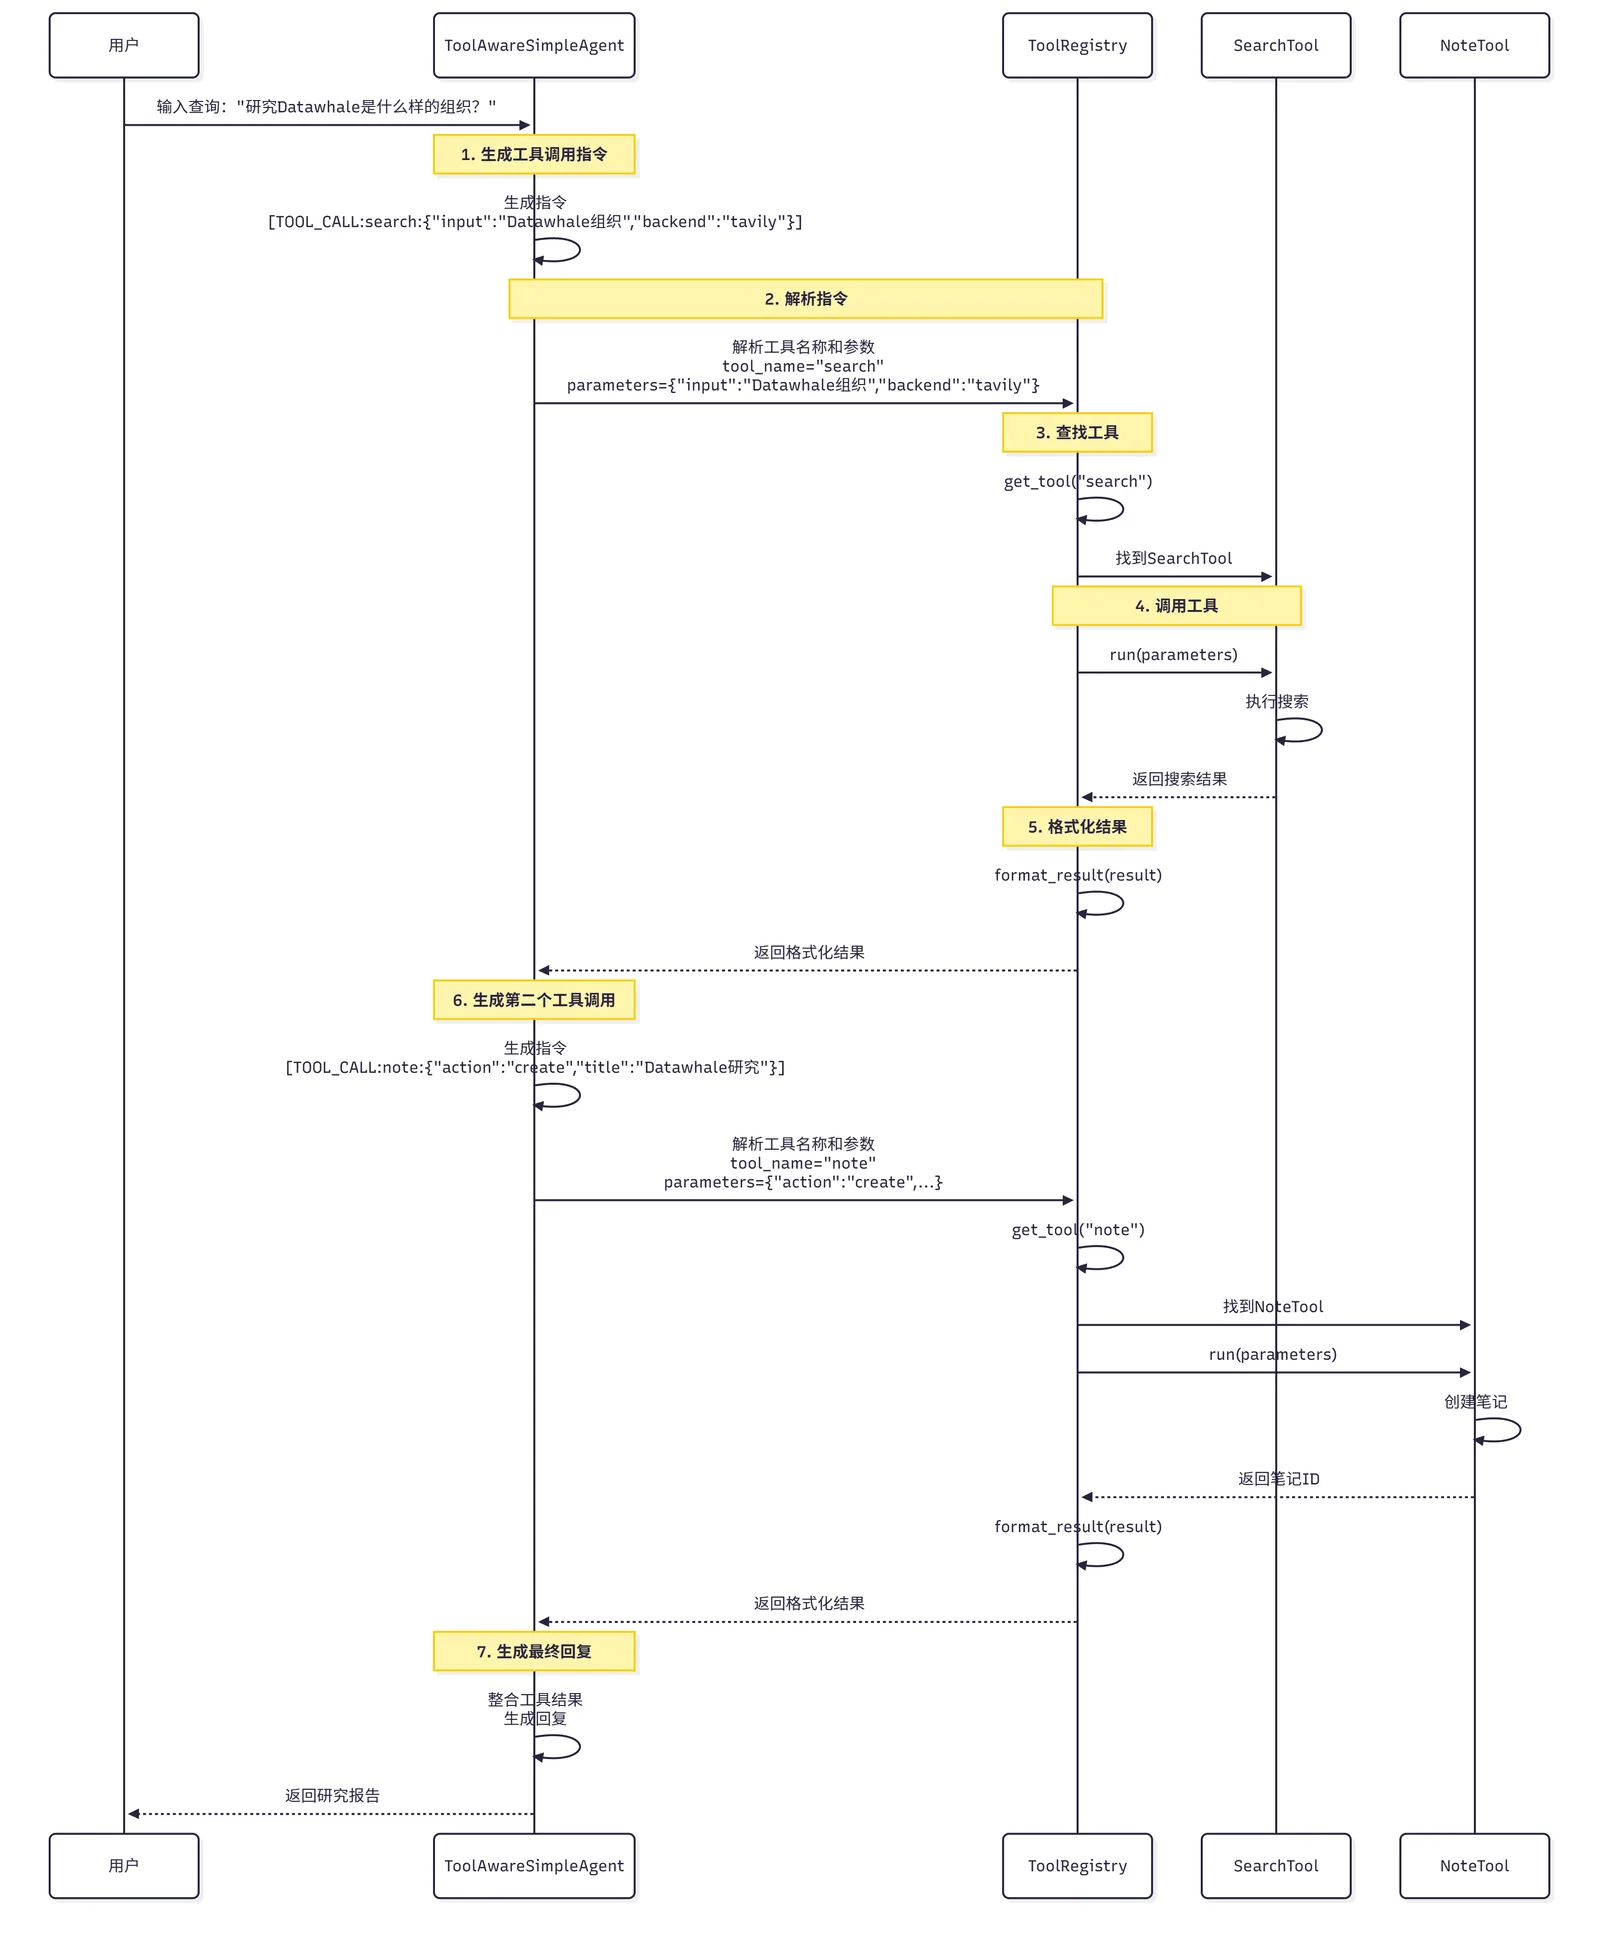 用户
ToolAwareSimpleAgent
ToolRegistry
SearchTool
NoteTool
输入查询："研究Datawhale是什么样的组织？"
1. 生成工具调用指令
生成指令
[TOOL_CALL:search:{"input":"Datawhale组织","backend":"tavily"}]
2. 解析指令
解析工具名称和参数
tool_name="search"
parameters={"input":"Datawhale组织","backend":"tavily"}
3. 查找工具
get_tool("search")
找到SearchTool
4. 调用工具
run(parameters)
执行搜索
返回搜索结果
5. 格式化结果
format_result(result)
返回格式化结果
6. 生成第二个工具调用
生成指令
[TOOL_CALL:note:{"action":"create","title":"Datawhale研究"}]
解析工具名称和参数
tool_name="note"
parameters={"action":"create",...}
get_tool("note")
找到NoteTool
run(parameters)
创建笔记
返回笔记ID
format_result(result)
返回格式化结果
7. 生成最终回复
整合工具结果
生成回复
返回研究报告
用户
ToolAwareSimpleAgent
ToolRegistry
SearchTool
NoteTool